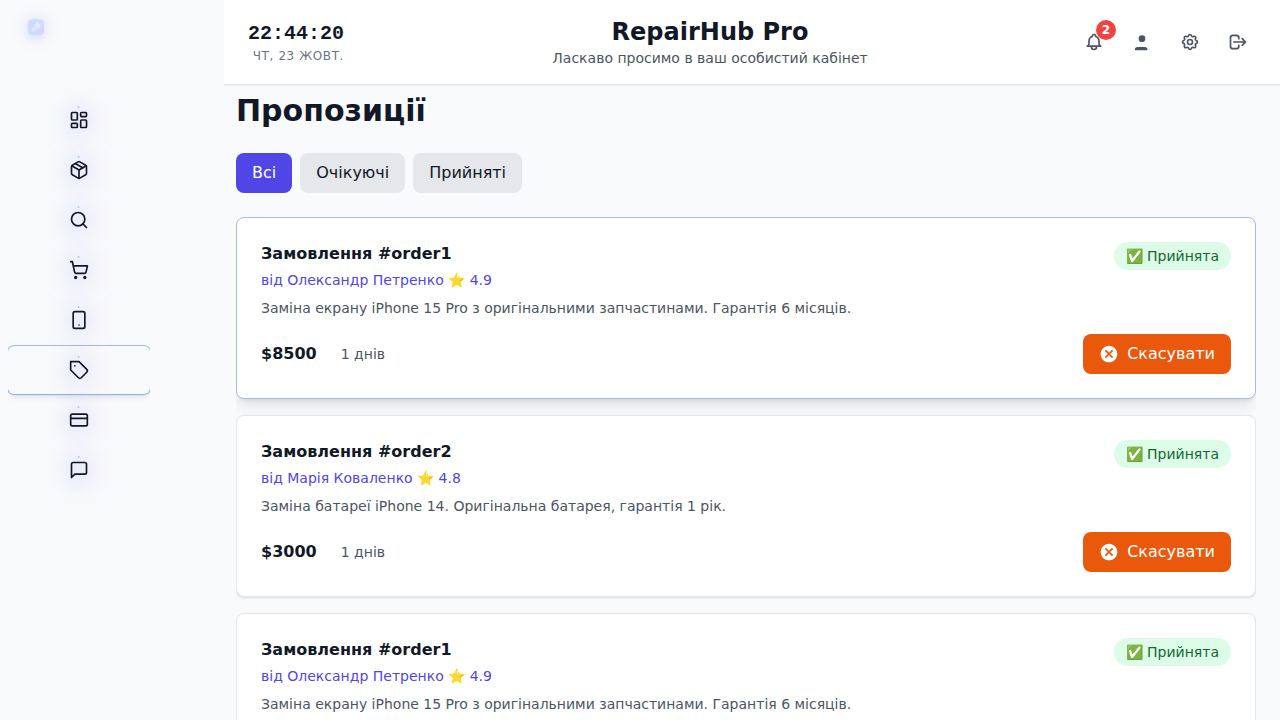 22:44:20
ЧТ, 23 ЖОВТ.
RepairHub Pro
Ласкаво просимо в ваш особистий кабінет
2
Пропозиції
Всі
Очікуючі
Прийняті
Замовлення #order1
✅ Прийнята
від Олександр Петренко ⭐ 4.9
Заміна екрану iPhone 15 Pro з оригінальними запчастинами. Гарантія 6 місяців.
$8500
1 днів
Скасувати
Замовлення #order2
✅ Прийнята
від Марія Коваленко ⭐ 4.8
Заміна батареї iPhone 14. Оригінальна батарея, гарантія 1 рік.
$3000
1 днів
Скасувати
Замовлення #order1
✅ Прийнята
від Олександр Петренко ⭐ 4.9
Заміна екрану iPhone 15 Pro з оригінальними запчастинами. Гарантія 6 місяців.